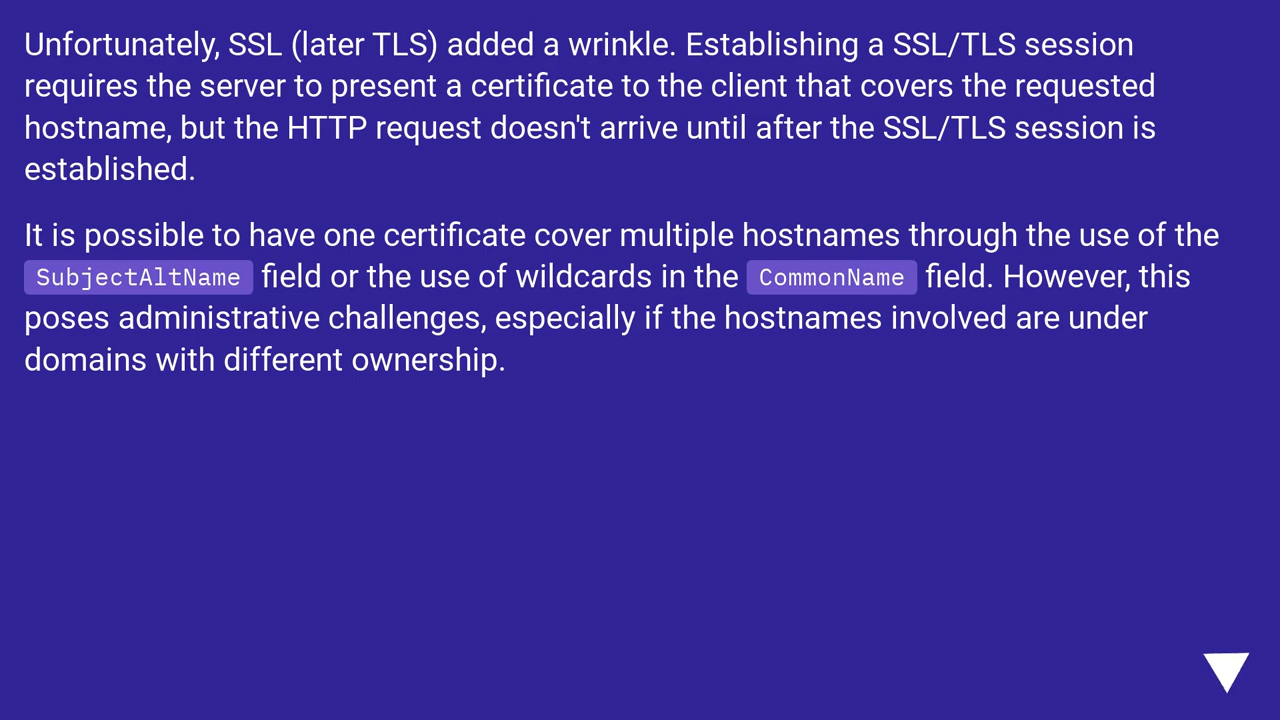 Unfortunately, SSL (later TLS) added a wrinkle. Establishing a SSL/TLS session
requires the server to present a certificate to the client that covers the requested
hostname, but the HTTP request doesn't arrive until after the SSL/TLS session is
established.
It is possible to have one certificate cover multiple hostnames through the use of the
SubjectAltName field or the use of wildcards in the CommonName field. However, this
poses administrative challenges, especially if the hostnames involved are under
domains with different ownership.